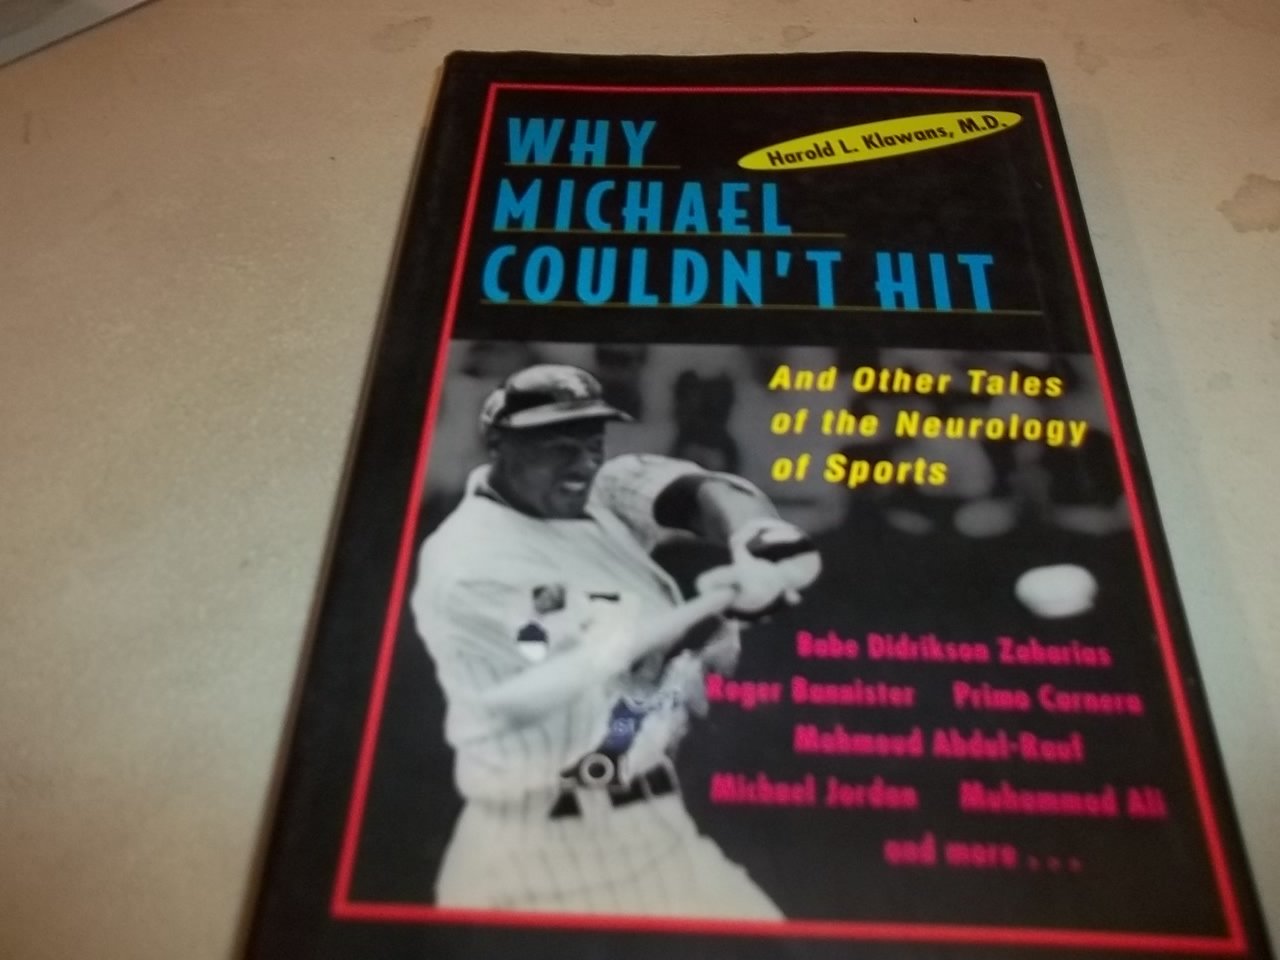 WHY
Harold L. Klawans, M.D.
MICHAEL
COULDN'T HIT
And Other Tales
of the Neurology
of Sports
Babe Didrikson Zaharias
Roger Bannister Primo Carnera
Mahmoud Abdul-Rauf
Michael Jordan Muhammad Ali
and more . . .